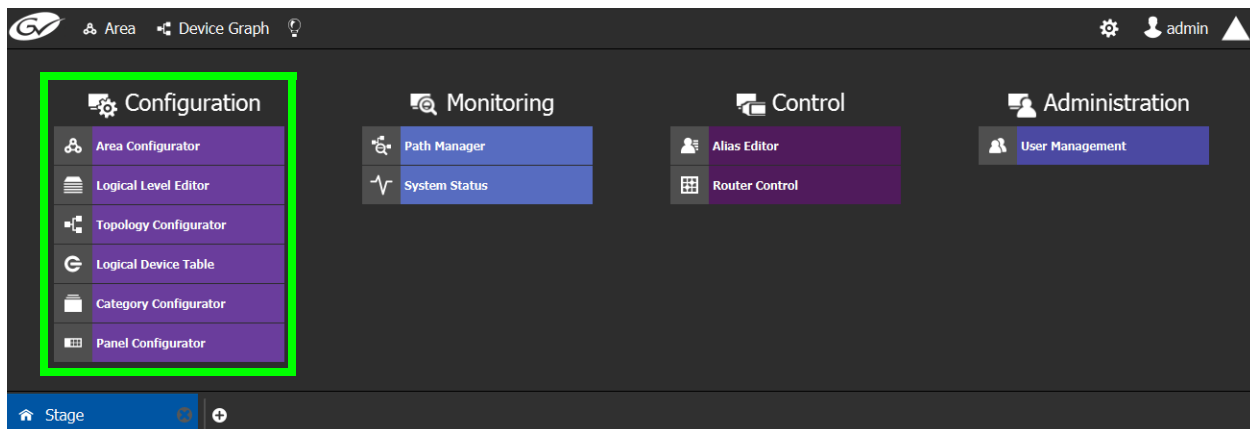 GV Area Device Graph admin
Configuration
Area Configurator
Logical Level Editor
Topology Configurator
Logical Device Table
Category Configurator
Panel Configurator
Monitoring
Path Manager
System Status
Control
Alias Editor
Router Control
Administration
User Management
Stage